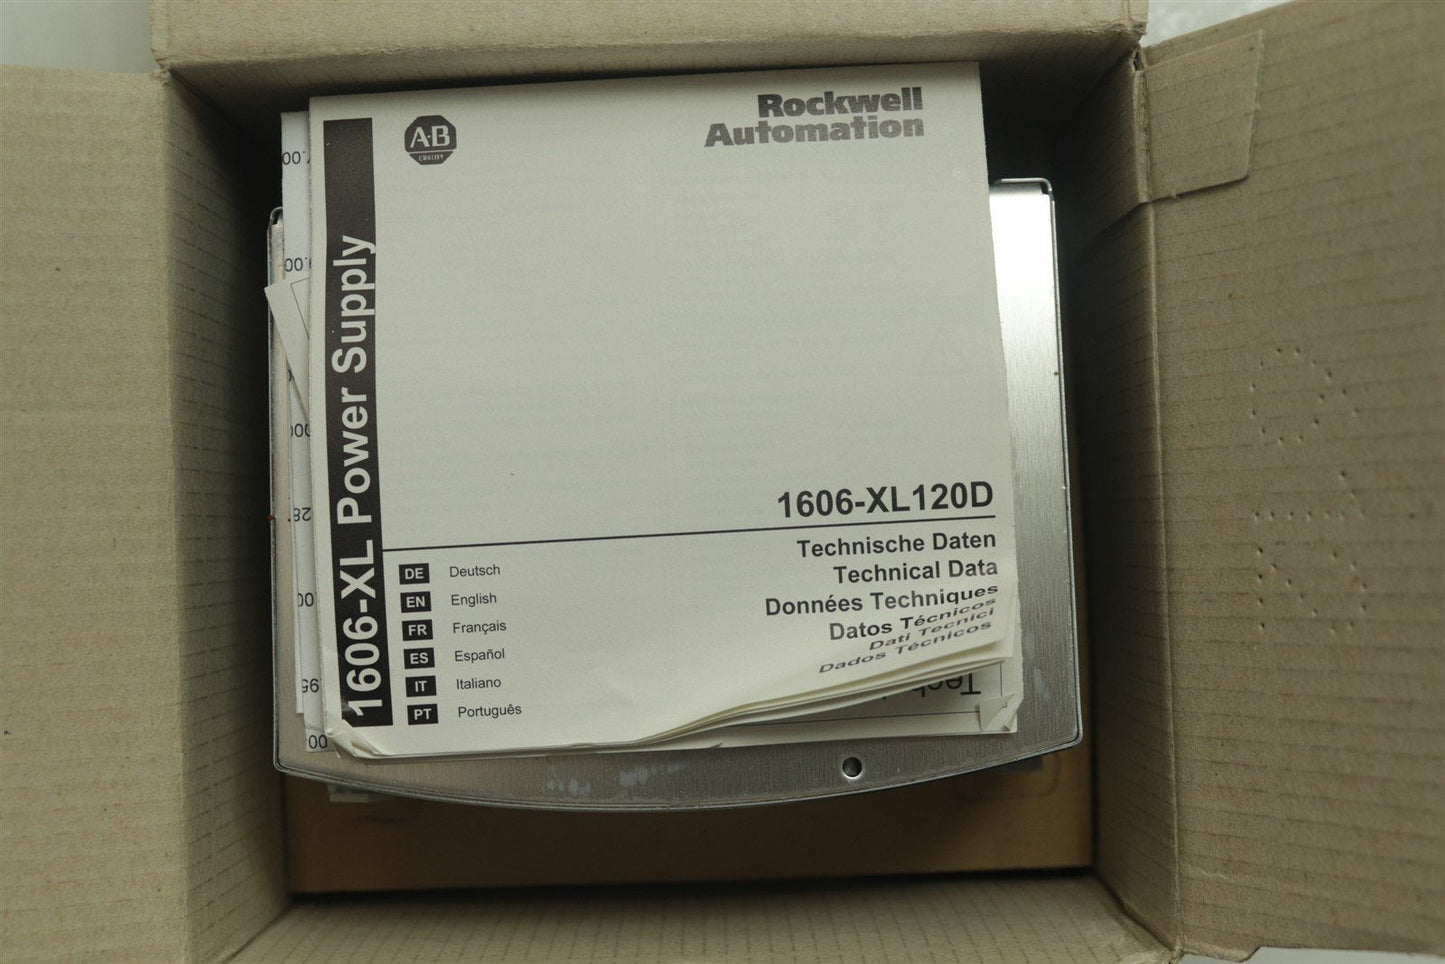 A-B
QUALITY
Rockwell
Automation
1606-XL Power Supply
1606-XL120D
Technische Daten
Technical Data
Données Techniques
Datos Técnicos
Dati Tecnici
Dados Técnicos
DE Deutsch
EN English
FR Français
ES Español
IT Italiano
PT Português